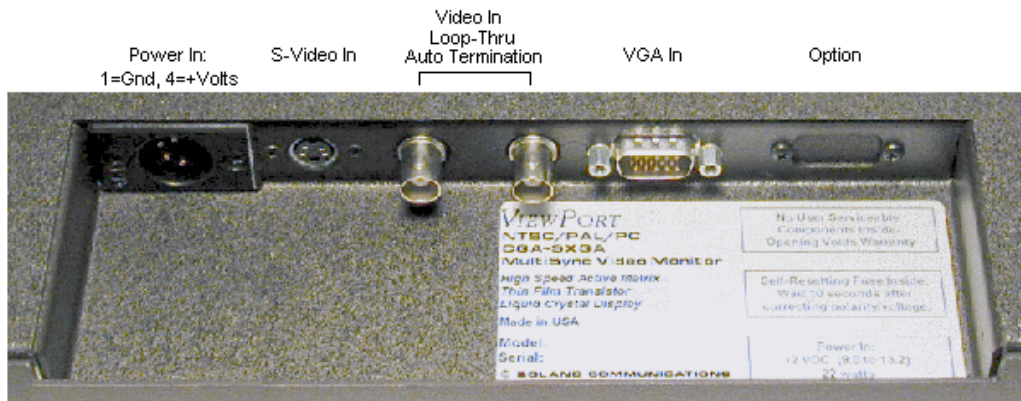 Power In:
1=Gnd, 4=+Volts
S-Video In
Video In
Loop-Thru
Auto Termination
VGA In
Option
VIEWPORT
NTSC/PAL/PC
CGA-SXGA
MultiSync Video Monitor
High Speed Active Matrix
Thin Film Transistor
Liquid Crystal Display
Made in USA
Model:
Serial:
© BOLAND COMMUNICATIONS
No User Serviceable
Components Inside.
Opening Voids Warranty
Self-Resetting Fuse Inside.
Wait 10 seconds after
correcting polarity/voltage.
Power In:
12 VDC (9.0 to 13.2)
22 watts